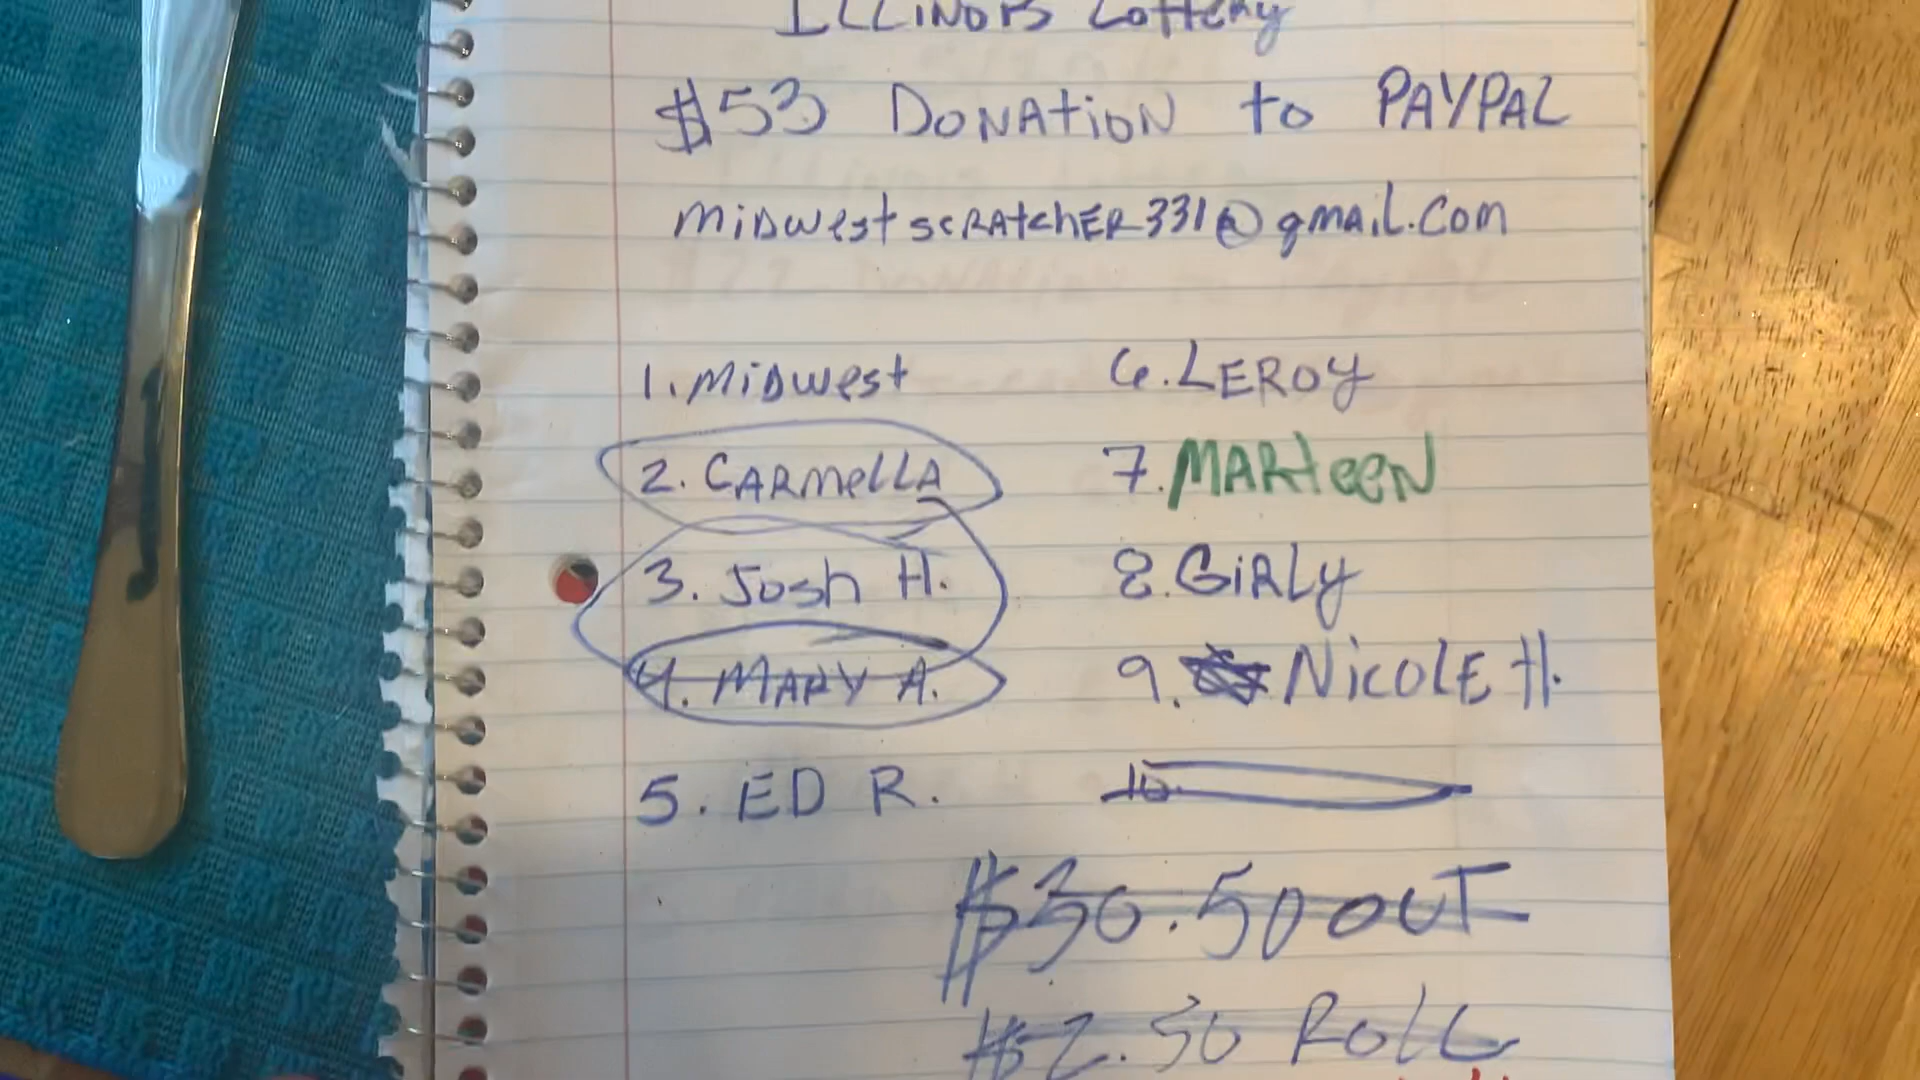 ILLINOIS Lottery
$53 DONATION to PAYPAL
MIDWESTSCRATCHER331@gmail.com
1. MIDWEST
2. CARMELLA
3. Josh H.
4. MARY A.
5. ED R.
6. LEROY
7. MARTEEN
8. GIRLY
9. NICOLE H.
10.
$30.50 OUT
$2.50 ROLL